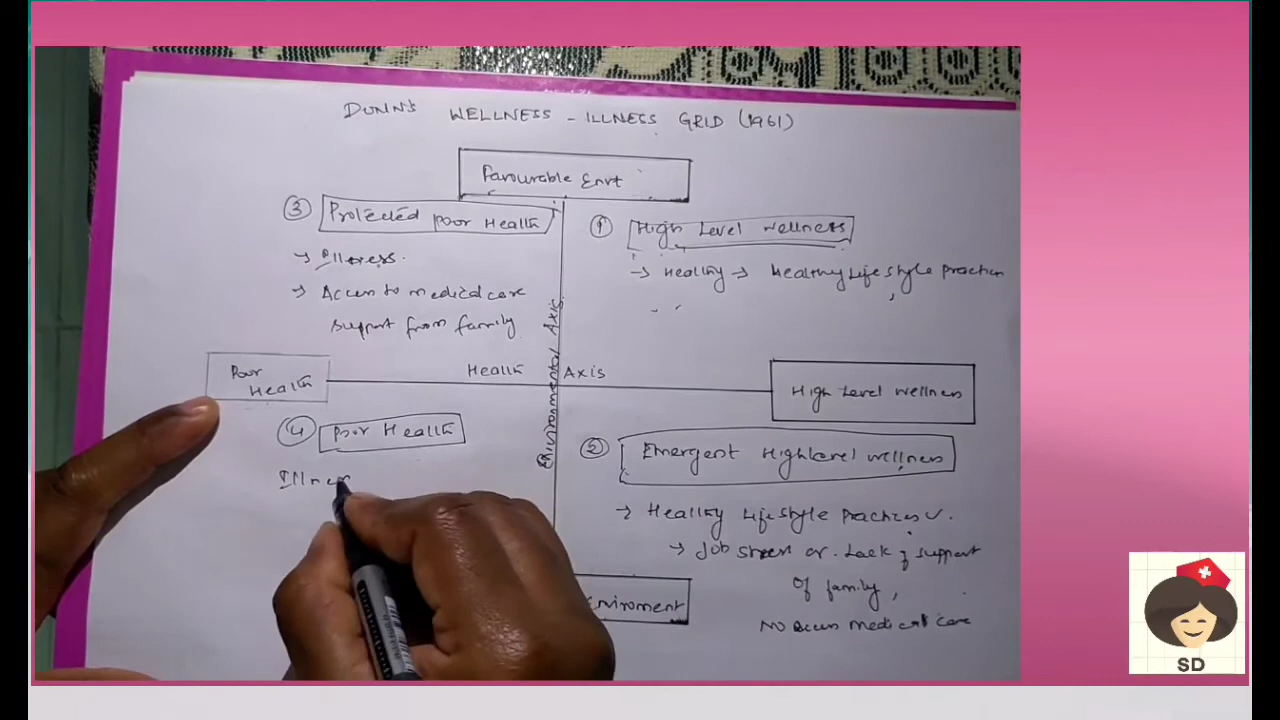 DUNN'S WELLNESS - ILLNESS GRID (1961)
Favourable Envt
③ Protected poor Health
→ Illness.
→ Access to medical care
support from family
① High Level wellness
→ Healthy → Healthy Lifestyle practices
Poor
Health
Health Axis
Environmental Axis
High Level wellness
④ Poor Health
Illnes
② Emergent High level wellness
→ Healthy Lifestyle Practices ✓.
→ Job stress or. Lack of support
Of family,
No access medical care
Enviroment
SD